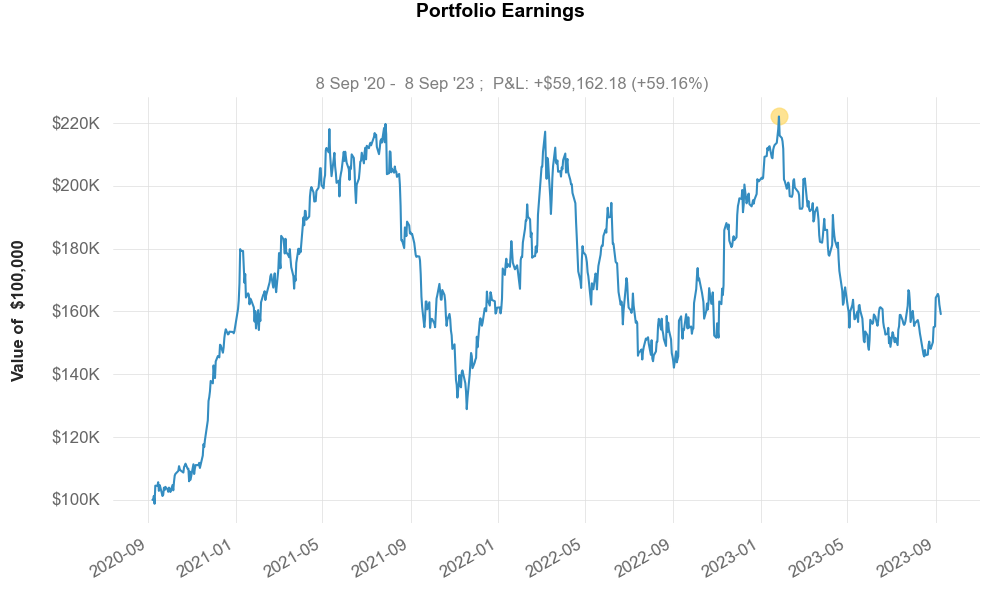 Portfolio Earnings
8 Sep '20 - 8 Sep '23 ; P&L: +$59,162.18 (+59.16%)
Value of $100,000
$220K
$200K
$180K
$160K
$140K
$120K
$100K
2020-09
2021-01
2021-05
2021-09
2022-01
2022-05
2022-09
2023-01
2023-05
2023-09